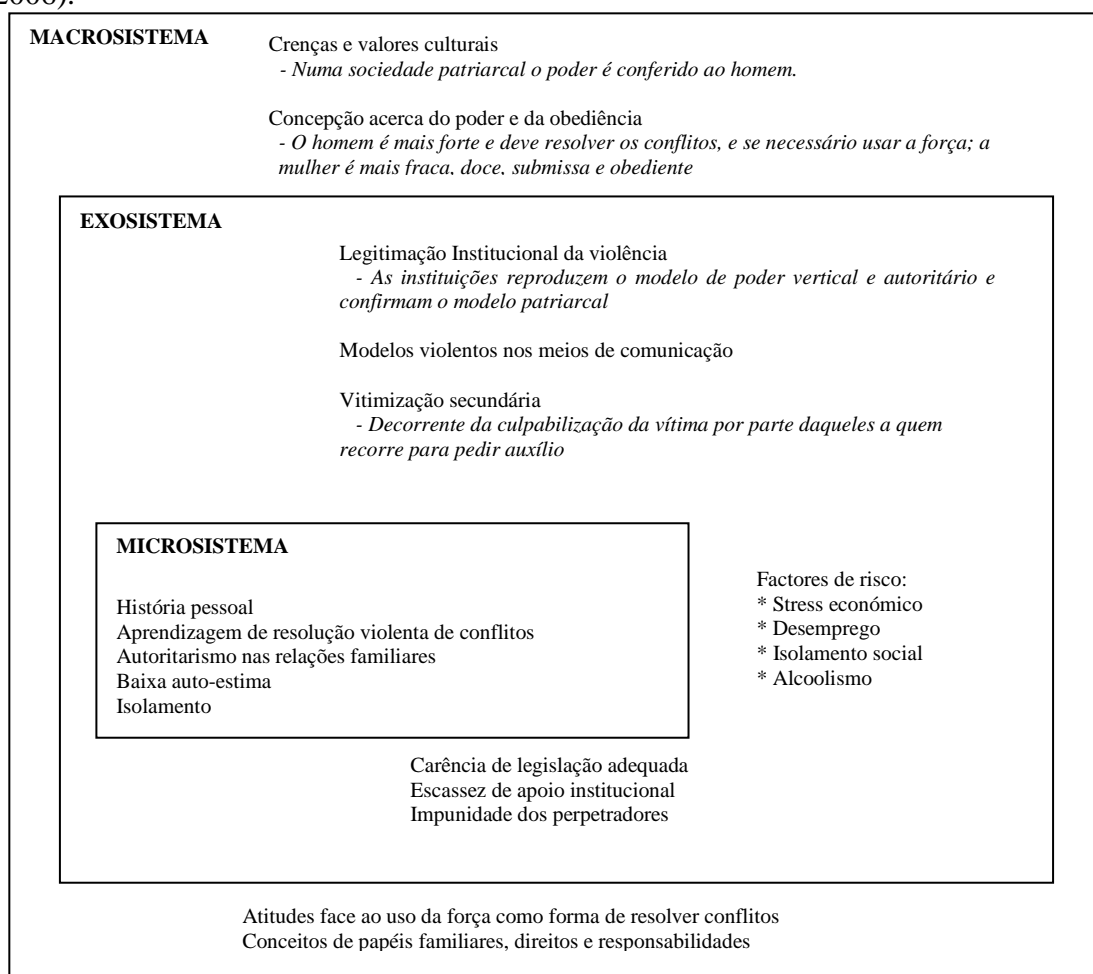 2006).
MACROSISTEMA
Crenças e valores culturais
- Numa sociedade patriarcal o poder é conferido ao homem.
Concepção acerca do poder e da obediência
- O homem é mais forte e deve resolver os conflitos, e se necessário usar a força; a
mulher é mais fraca, doce, submissa e obediente
EXOSISTEMA
Legitimação Institucional da violência
- As instituições reproduzem o modelo de poder vertical e autoritário e
confirmam o modelo patriarcal
Modelos violentos nos meios de comunicação
Vitimização secundária
- Decorrente da culpabilização da vítima por parte daqueles a quem
recorre para pedir auxílio
MICROSISTEMA
História pessoal
Aprendizagem de resolução violenta de conflitos
Autoritarismo nas relações familiares
Baixa auto-estima
Isolamento
Factores de risco:
* Stress económico
* Desemprego
* Isolamento social
* Alcoolismo
Carência de legislação adequada
Escassez de apoio institucional
Impunidade dos perpetradores
Atitudes face ao uso da força como forma de resolver conflitos
Conceitos de papéis familiares, direitos e responsabilidades